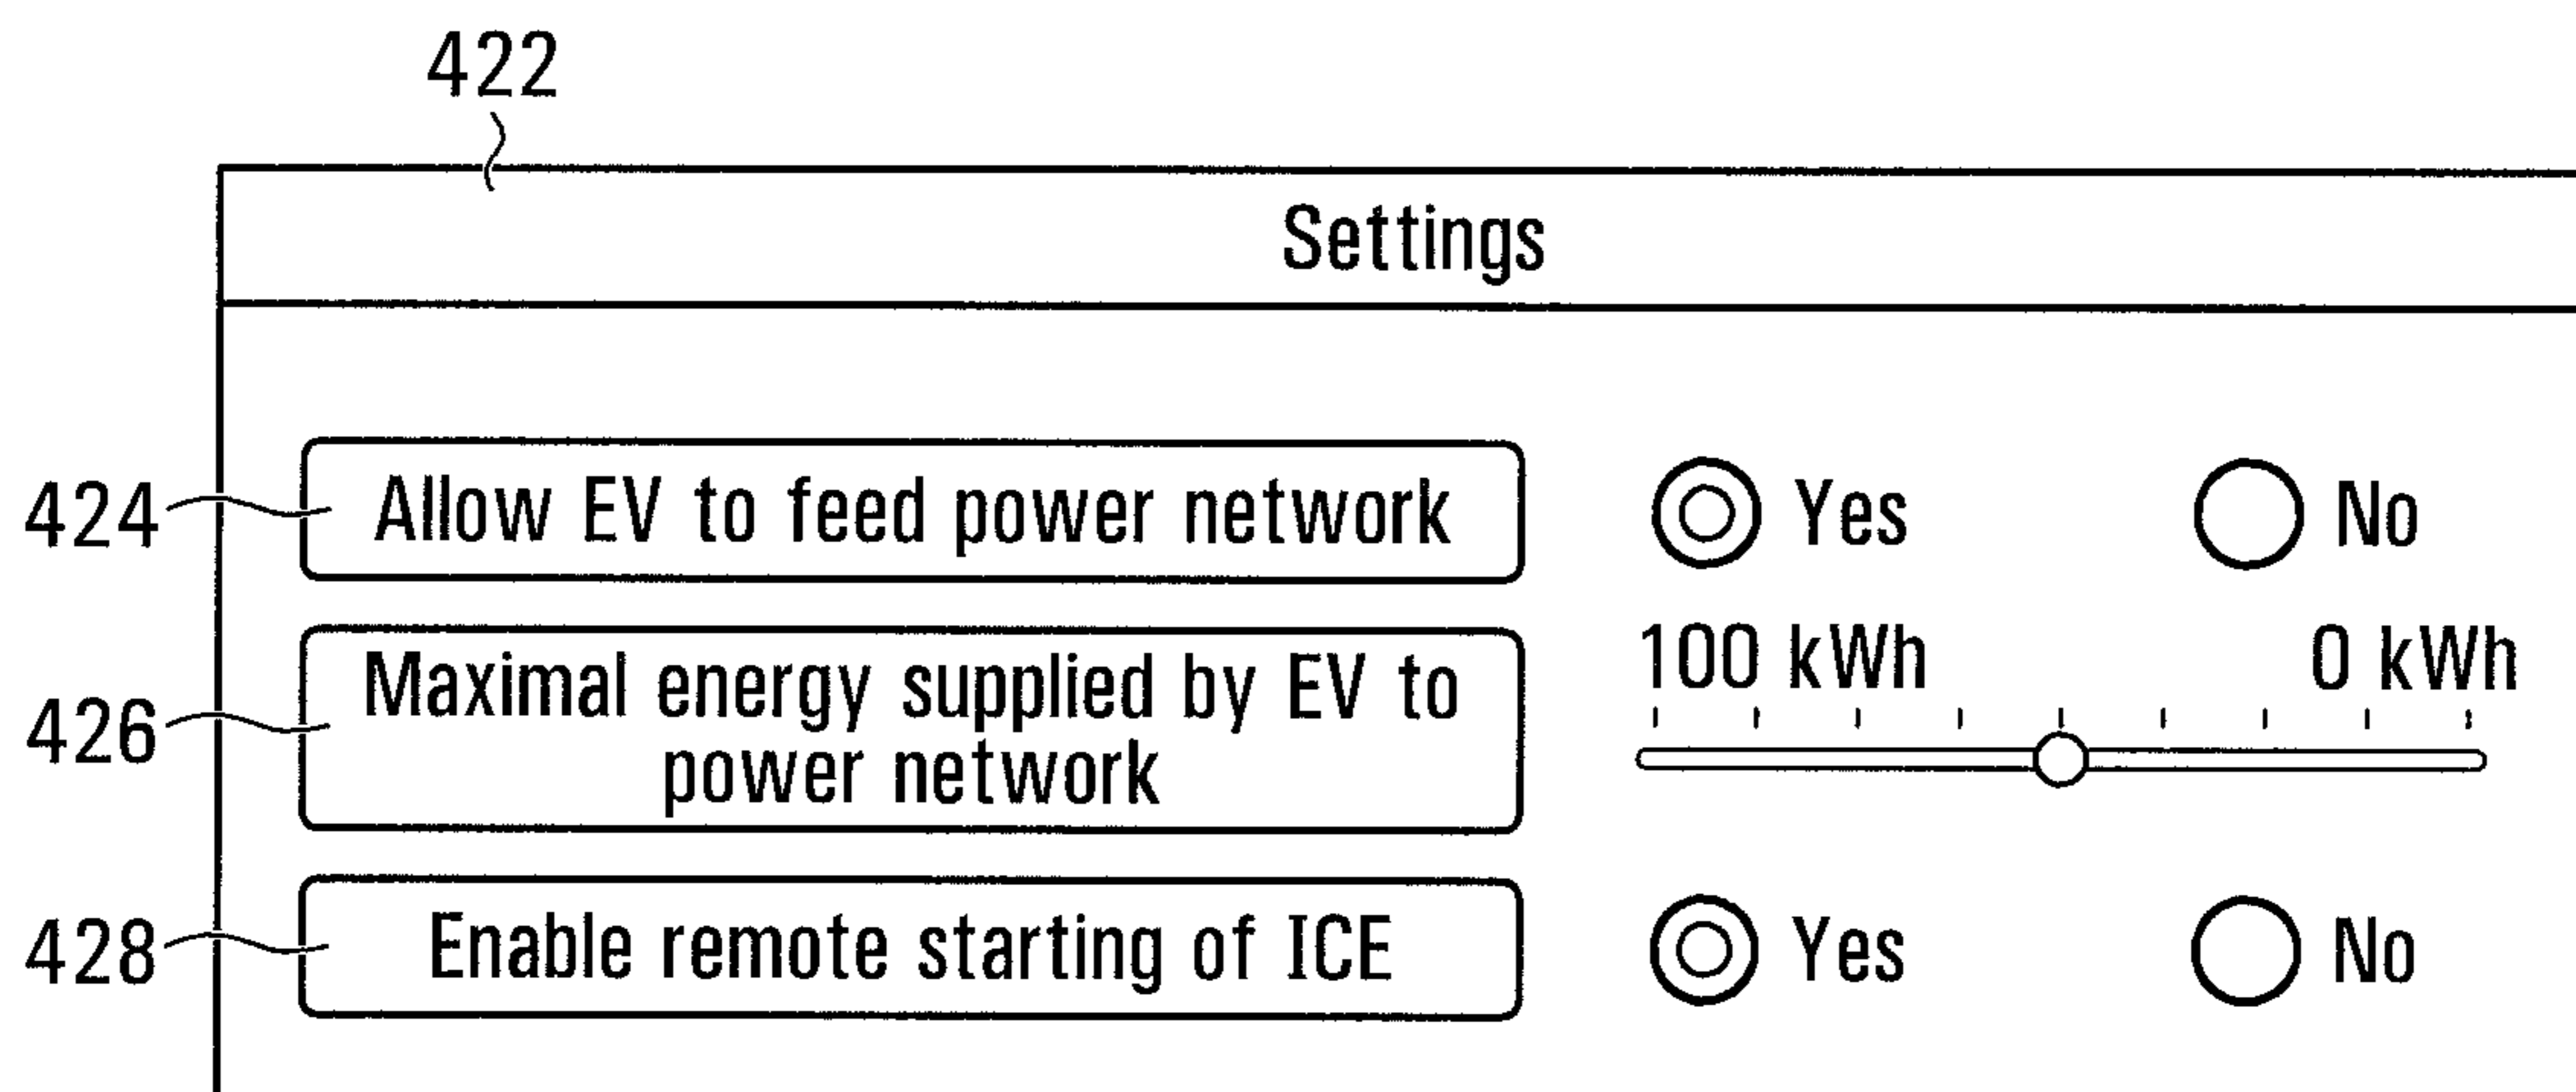 422
Settings
424 Allow EV to feed power network Yes No
426 Maximal energy supplied by EV to power network 100 kWh 0 kWh
428 Enable remote starting of ICE Yes No